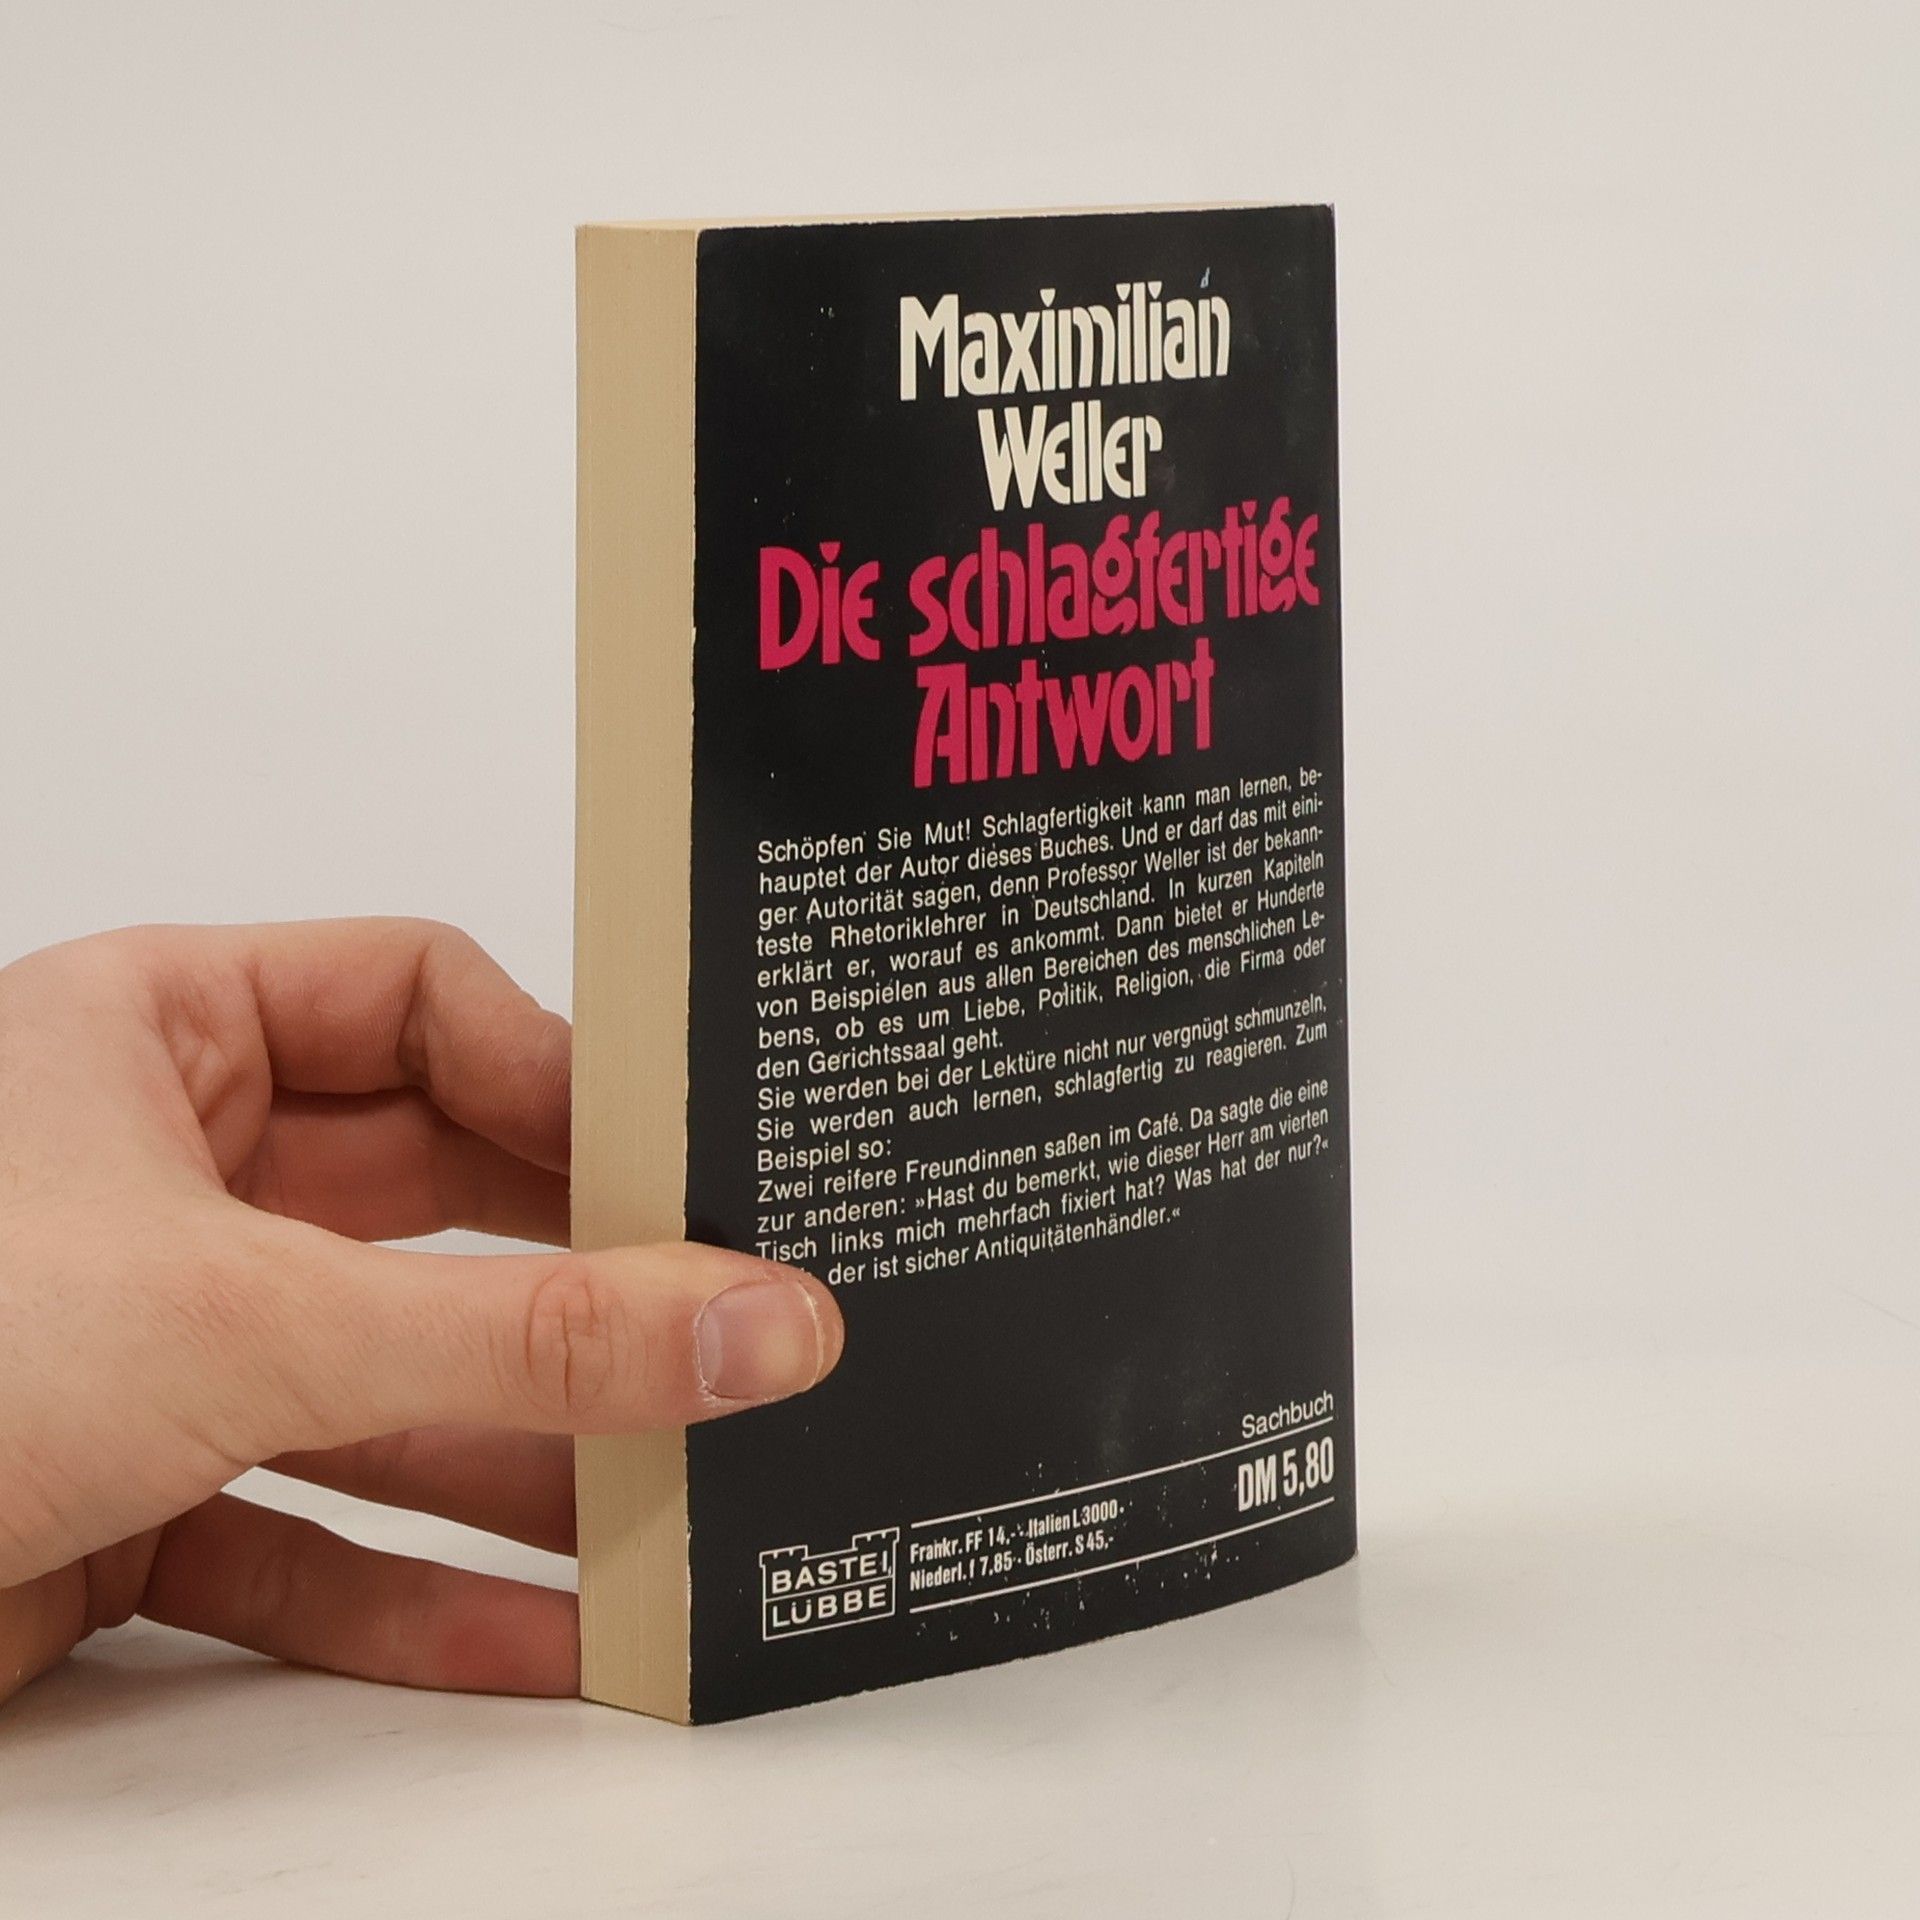 Maximilian
Weller
Die schlagfertige
Antwort
Schöpfen Sie Mut! Schlagfertigkeit kann man lernen, be-
hauptet der Autor dieses Buches. Und er darf das mit eini-
ger Autorität sagen, denn Professor Weller ist der bekann-
teste Rhetoriklehrer in Deutschland. In kurzen Kapiteln
erklärt er, worauf es ankommt. Dann bietet er Hunderte
von Beispielen aus allen Bereichen des menschlichen Le-
bens, ob es um Liebe, Politik, Religion, die Firma oder
den Gerichtssaal geht.
Sie werden bei der Lektüre nicht nur vergnügt schmunzeln,
Sie werden auch lernen, schlagfertig zu reagieren. Zum
Beispiel so:
Zwei reifere Freundinnen saßen im Café. Da sagte die eine
zur anderen: »Hast du bemerkt, wie dieser Herr am vierten
Tisch links mich mehrfach fixiert hat? Was hat der nur?«
der ist sicher Antiquitätenhändler.«
Sachbuch
DM 5,80
Frankr. FF 14,- · Italien L 3000 ·
Niederl. f 7,85 · Österr. S 45,-
BASTEI
LÜBBE